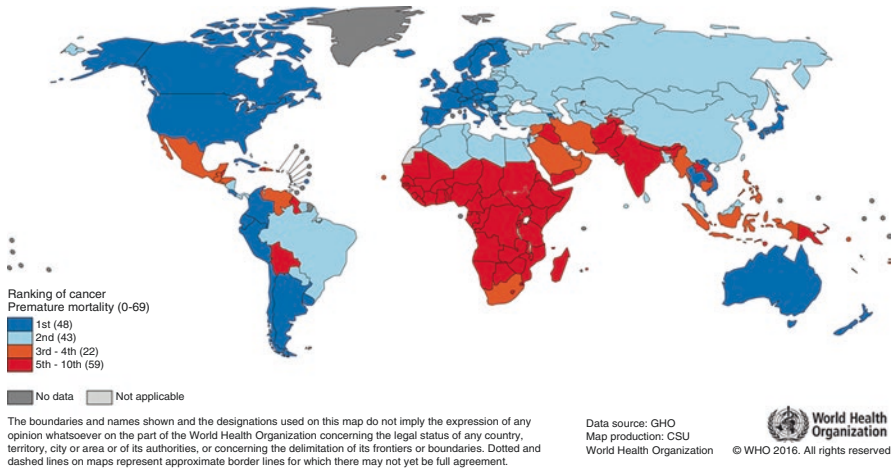 Ranking of cancer
Premature mortality (0-69)
1st (48)
2nd (43)
3rd - 4th (22)
5th - 10th (59)
No data
Not applicable
The boundaries and names shown and the designations used on this map do not imply the expression of any
opinion whatsoever on the part of the World Health Organization concerning the legal status of any country,
territory, city or area or of its authorities, or concerning the delimitation of its frontiers or boundaries. Dotted and
dashed lines on maps represent approximate border lines for which there may not yet be full agreement.
Data source: GHO
Map production: CSU
World Health Organization
World Health
Organization
© WHO 2016. All rights reserved